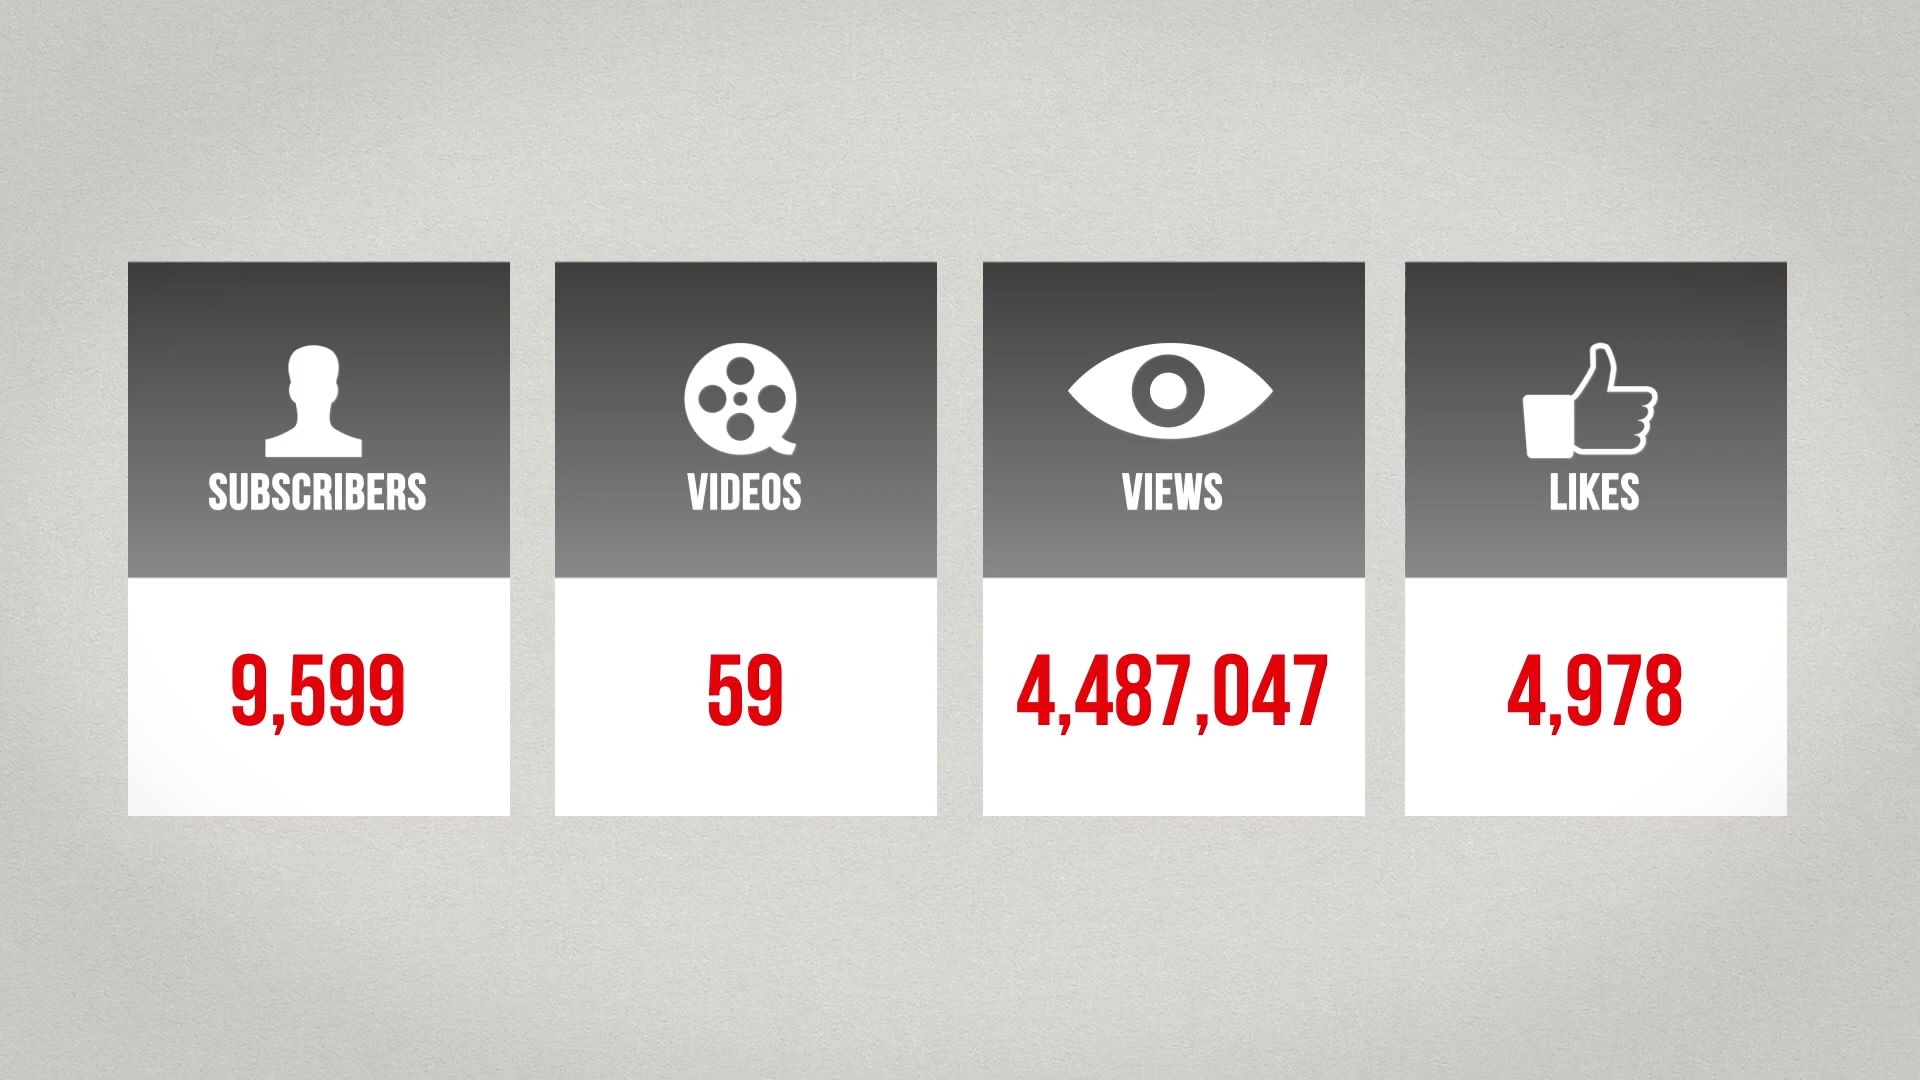 SUBSCRIBERS
VIDEOS
VIEWS
LIKES
9,599
59
4,487,047
4,978